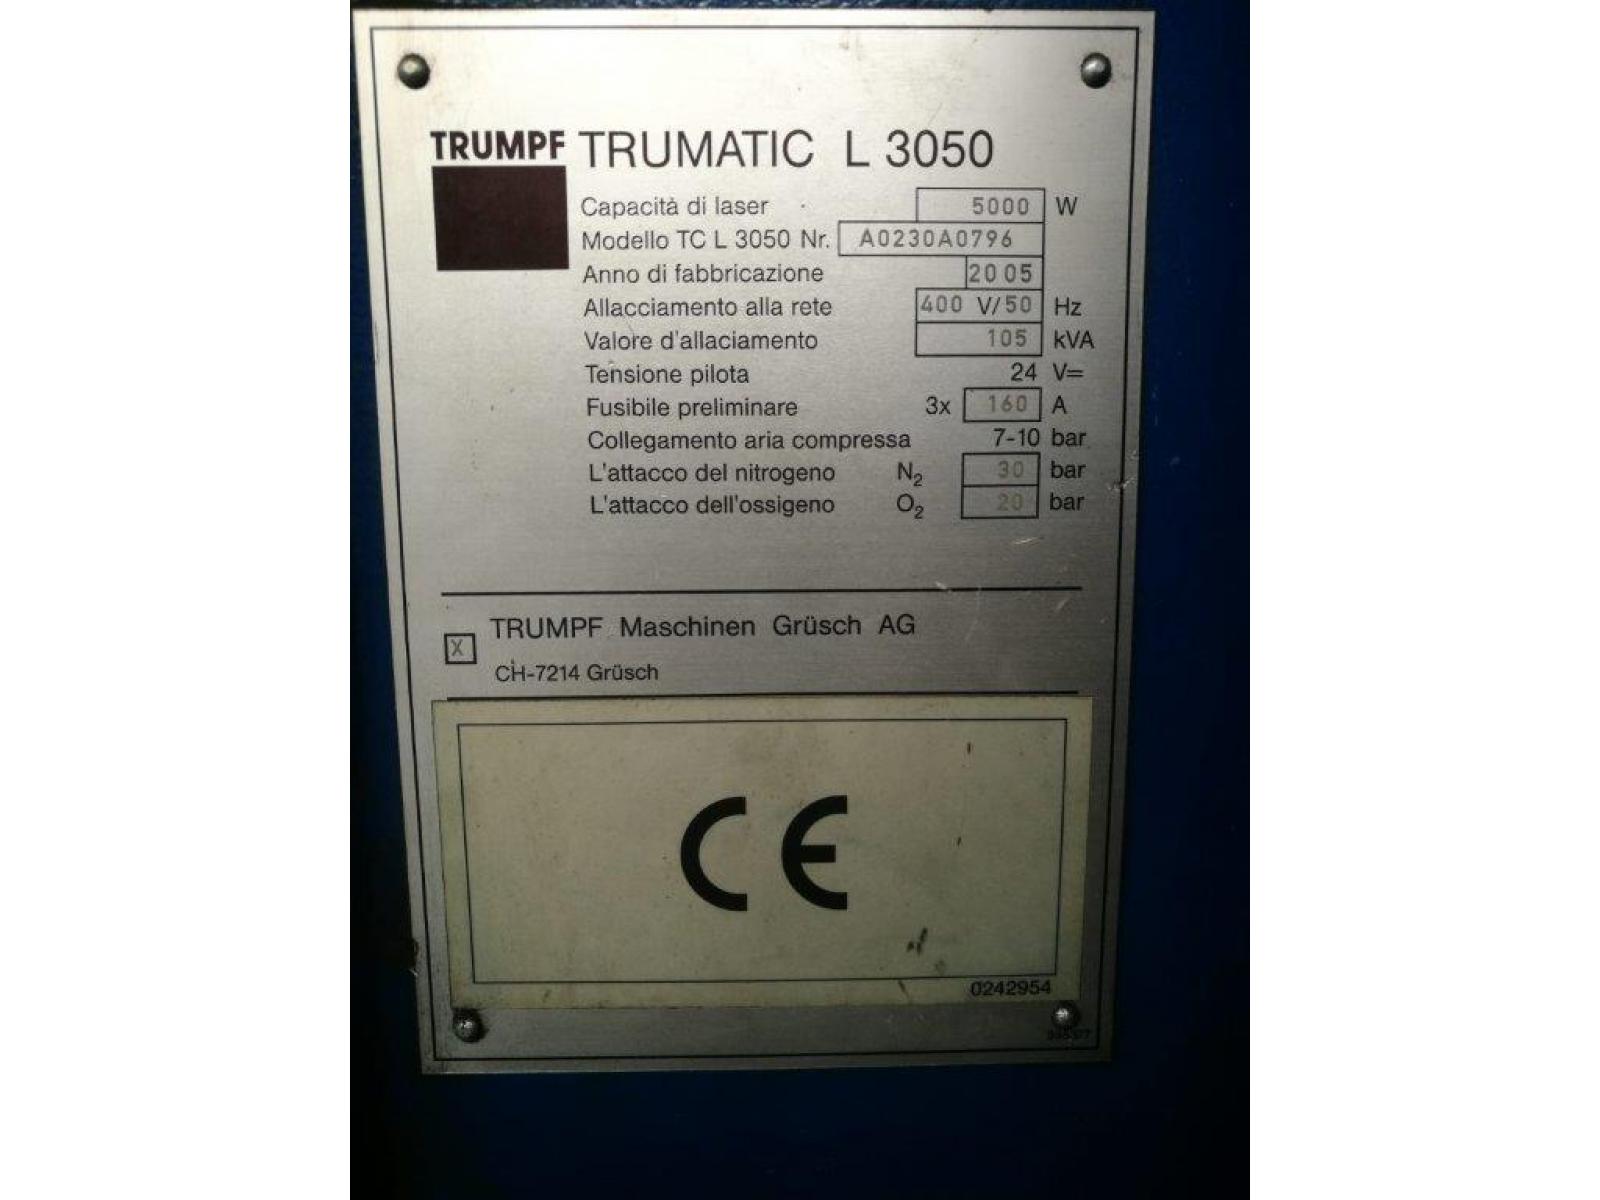 TRUMPF TRUMATIC L 3050
Capacità di laser 5000 W
Modello TC L 3050 Nr. A0230A0796
Anno di fabbricazione 2005
Allacciamento alla rete 400 V/50 Hz
Valore d'allaciamento 105 kVA
Tensione pilota 24 V=
Fusibile preliminare 3x 160 A
Collegamento aria compressa 7-10 bar
L'attacco del nitrogeno N2 30 bar
L'attacco dell'ossigeno O2 20 bar
X TRUMPF Maschinen Grüsch AG
CH-7214 Grüsch
CE
0242954